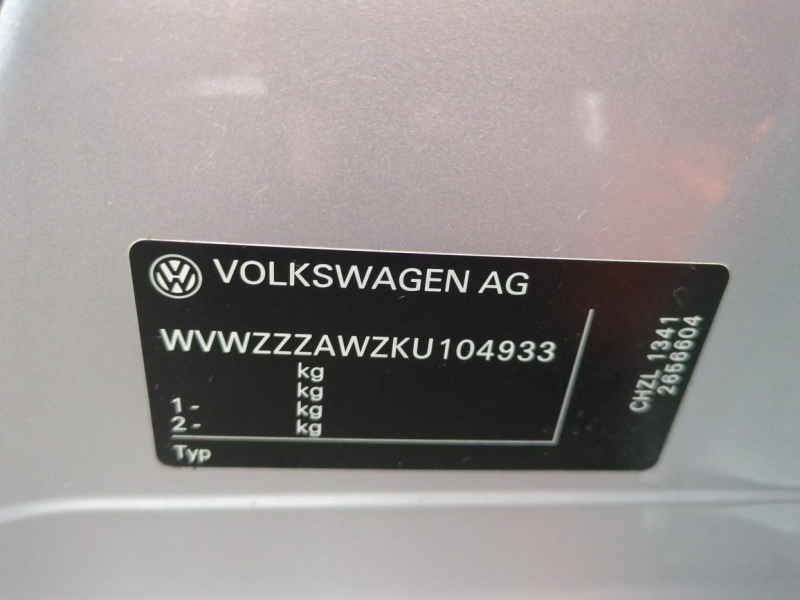 VOLKSWAGEN AG
WVWZZZAWZKU104933
kg
kg
1 - kg
2 - kg
Typ
CHZL 1341
2656604